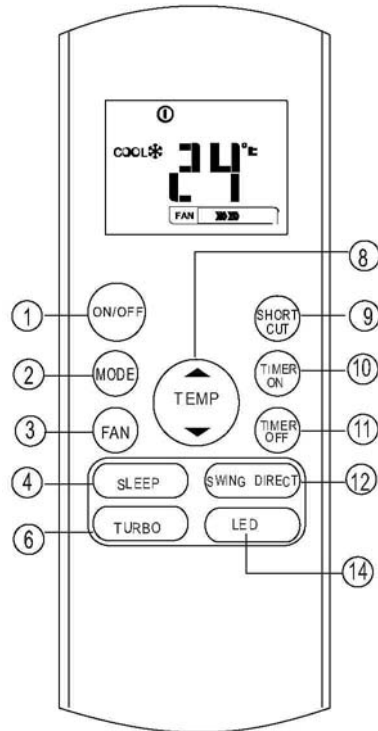 COOL 24°C
FAN
8
1 ON/OFF SHORT CUT 9
2 MODE TEMP TIMER ON 10
3 FAN TIMER OFF 11
4 SLEEP SWING DIRECT 12
6 TURBO LED
14